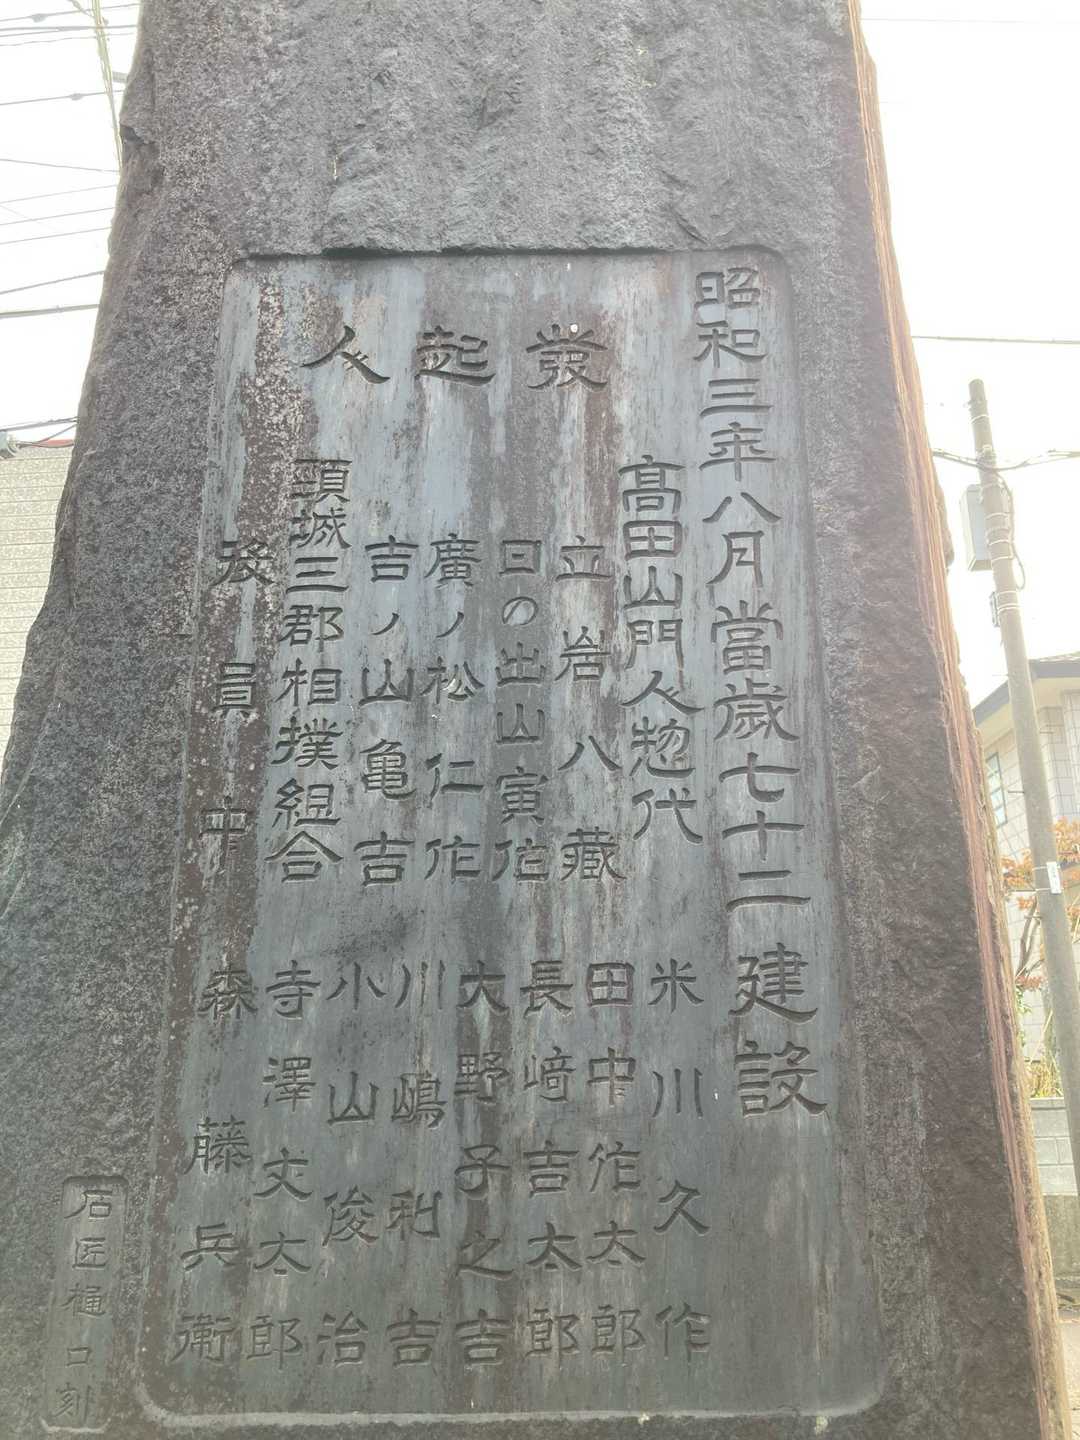 昭和三年八月當歳七十二建設
發起人
髙田山門人惣代 米川久作
立岩八藏 田中作太郎
日の出山寅作 長﨑吉太郎
廣ノ松仁作 大野子之吉
吉ノ山亀吉 川嶋利吉
小山俊治
頸城三郡相撲組合 寺澤丈太郎
役員中 森藤兵衛
石匠樋口刻